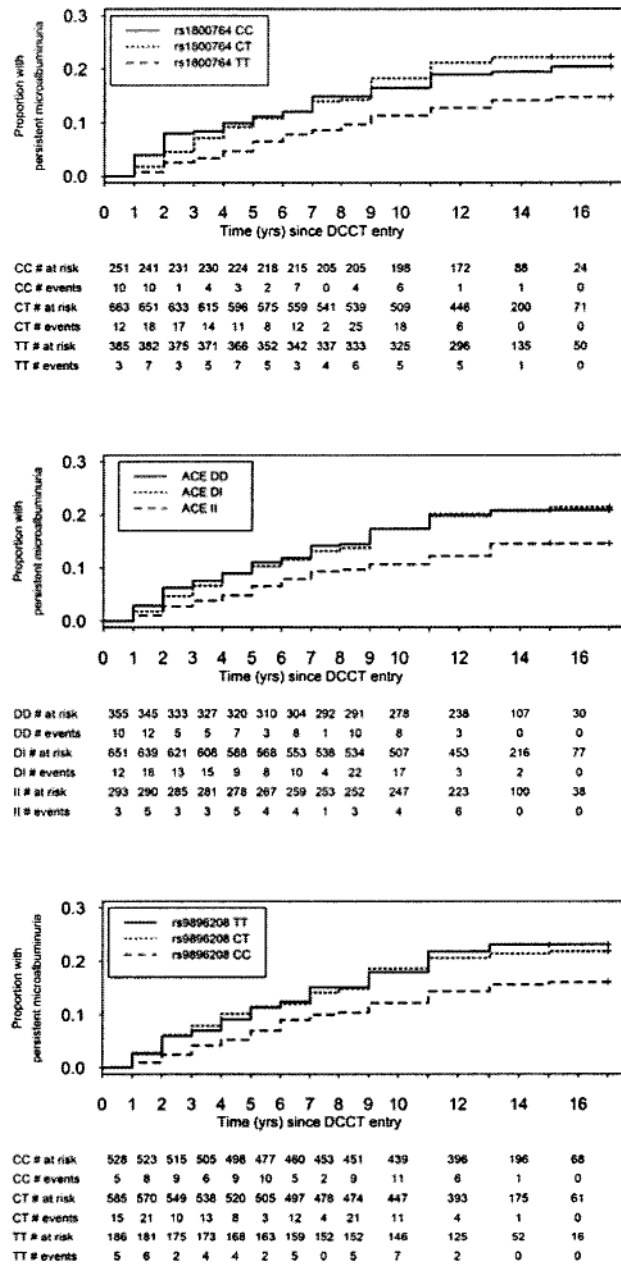 0.3
rs1800764 CC
rs1800764 CT
rs1800764 TT
0.2
0.1
0.0
Proportion with
persistent microalbuminuria
0 1 2 3 4 5 6 7 8 9 10 12 14 16
Time (yrs) since DCCT entry
CC # at risk 251 241 231 230 224 218 215 205 205 198 172 88 24
CC # events 10 10 1 4 3 2 7 0 4 6 1 1 0
CT # at risk 663 651 633 615 596 575 559 541 539 509 446 200 71
CT # events 12 18 17 14 11 8 12 2 25 18 6 0 0
TT # at risk 385 382 375 371 366 352 342 337 333 325 296 135 50
TT # events 3 7 3 5 7 5 3 4 6 5 5 1 0
0.3
ACE DD
ACE DI
ACE II
0.2
0.1
0.0
Proportion with
persistent microalbuminuria
0 1 2 3 4 5 6 7 8 9 10 12 14 16
Time (yrs) since DCCT entry
DD # at risk 355 345 333 327 320 310 304 292 291 278 238 107 30
DD # events 10 12 5 5 7 3 8 1 10 8 3 0 0
DI # at risk 651 639 621 608 588 568 553 538 534 507 453 216 77
DI # events 12 18 13 15 9 8 10 4 22 17 3 2 0
II # at risk 293 290 285 281 278 267 259 253 252 247 223 100 38
II # events 3 5 3 3 5 4 4 1 3 4 6 0 0
0.3
rs9896208 TT
rs9896208 CT
rs9896208 CC
0.2
0.1
0.0
Proportion with
persistent microalbuminuria
0 1 2 3 4 5 6 7 8 9 10 12 14 16
Time (yrs) since DCCT entry
CC # at risk 528 523 515 505 498 477 460 453 451 439 396 196 68
CC # events 5 8 9 6 9 10 5 2 9 11 6 1 0
CT # at risk 585 570 549 538 520 505 497 478 474 447 393 175 61
CT # events 15 21 10 13 8 3 12 4 21 11 4 1 0
TT # at risk 186 181 175 173 168 163 159 152 152 146 125 52 16
TT # events 5 6 2 4 4 2 5 0 5 7 2 0 0